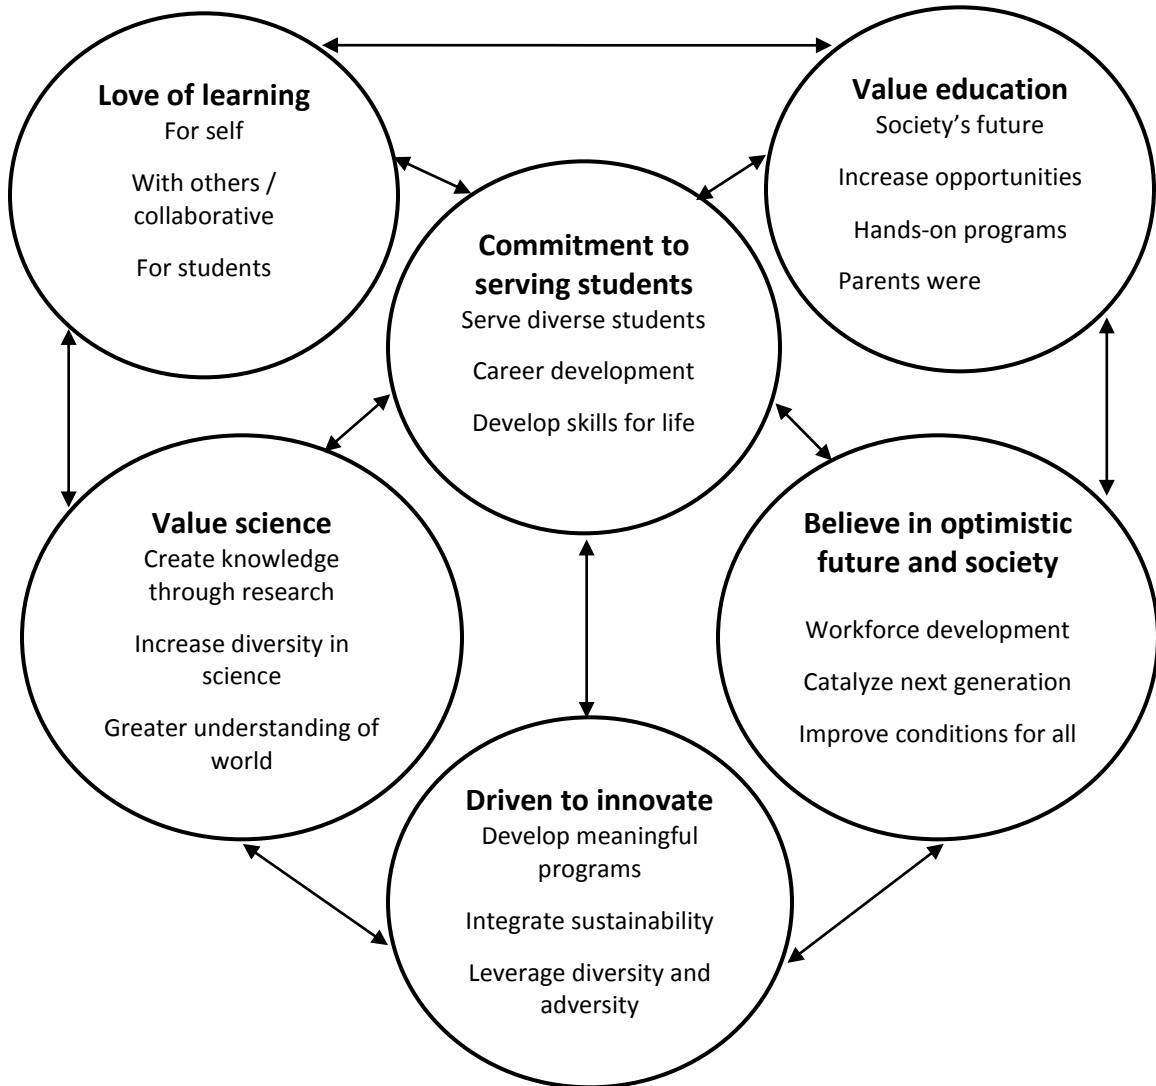 Love of learning
For self
With others /
collaborative
For students
Value education
Society’s future
Increase opportunities
Hands-on programs
Parents were
Commitment to
serving students
Serve diverse students
Career development
Develop skills for life
Value science
Create knowledge
through research
Increase diversity in
science
Greater understanding of
world
Believe in optimistic
future and society
Workforce development
Catalyze next generation
Improve conditions for all
Driven to innovate
Develop meaningful
programs
Integrate sustainability
Leverage diversity and
adversity